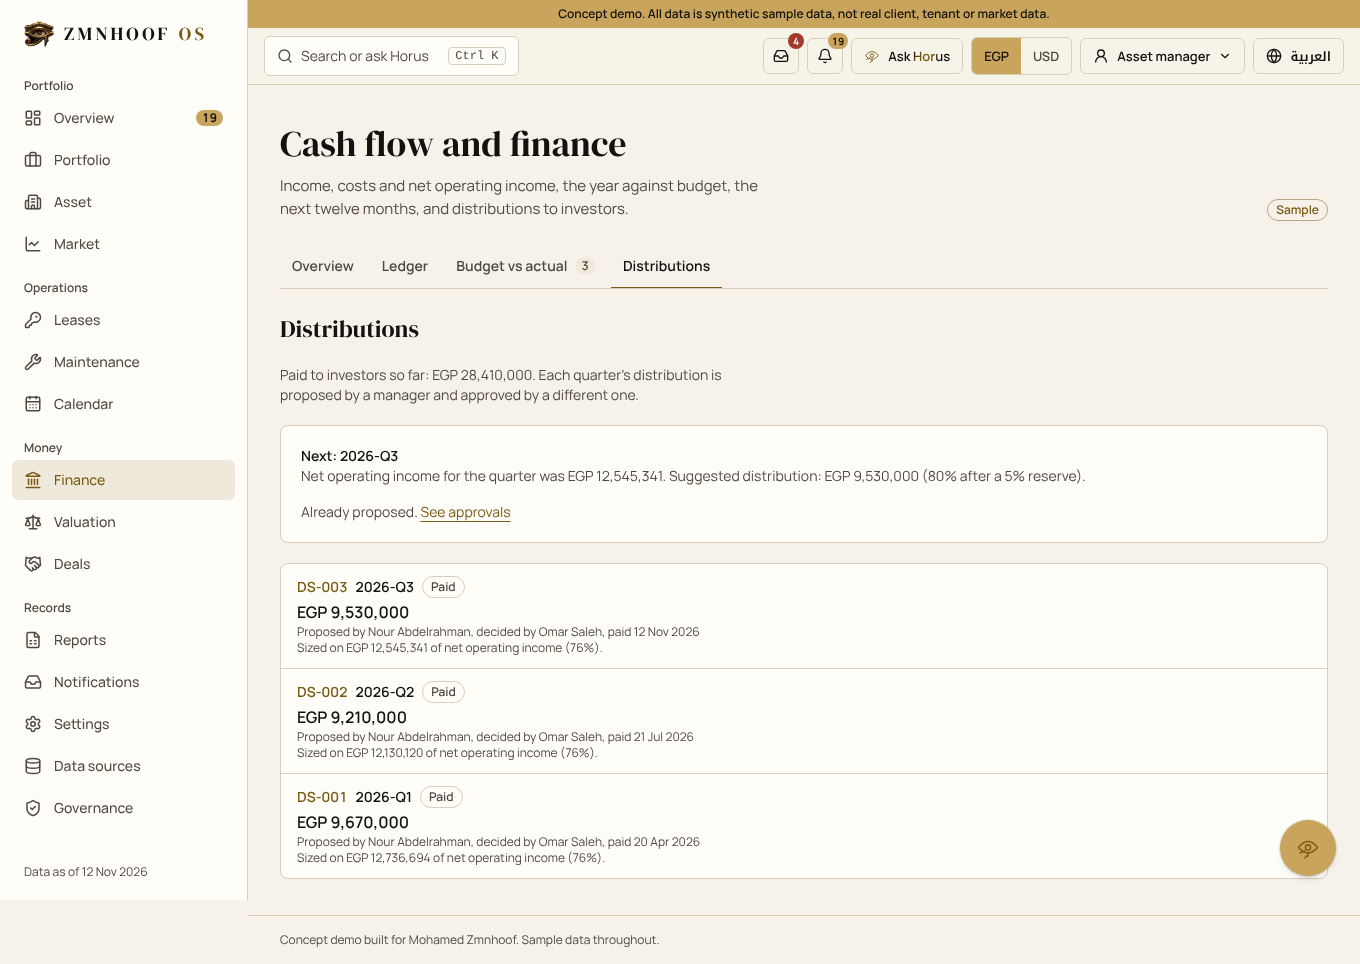 ZMNHOOF OS
Portfolio
Overview 19
Portfolio
Asset
Market
Operations
Leases
Maintenance
Calendar
Money
Finance
Valuation
Deals
Records
Reports
Notifications
Settings
Data sources
Governance
Data as of 12 Nov 2026
Concept demo. All data is synthetic sample data, not real client, tenant or market data.
Search or ask Horus Ctrl K
4
19
Ask Horus
EGP USD
Asset manager
العربية
Cash flow and finance
Income, costs and net operating income, the year against budget, the
next twelve months, and distributions to investors.
Sample
Overview Ledger Budget vs actual 3 Distributions
Distributions
Paid to investors so far: EGP 28,410,000. Each quarter's distribution is
proposed by a manager and approved by a different one.
Next: 2026-Q3
Net operating income for the quarter was EGP 12,545,341. Suggested distribution: EGP 9,530,000 (80% after a 5% reserve).
Already proposed. See approvals
DS-003 2026-Q3 Paid
EGP 9,530,000
Proposed by Nour Abdelrahman, decided by Omar Saleh, paid 12 Nov 2026
Sized on EGP 12,545,341 of net operating income (76%).
DS-002 2026-Q2 Paid
EGP 9,210,000
Proposed by Nour Abdelrahman, decided by Omar Saleh, paid 21 Jul 2026
Sized on EGP 12,130,120 of net operating income (76%).
DS-001 2026-Q1 Paid
EGP 9,670,000
Proposed by Nour Abdelrahman, decided by Omar Saleh, paid 20 Apr 2026
Sized on EGP 12,736,694 of net operating income (76%).
Concept demo built for Mohamed Zmnhoof. Sample data throughout.